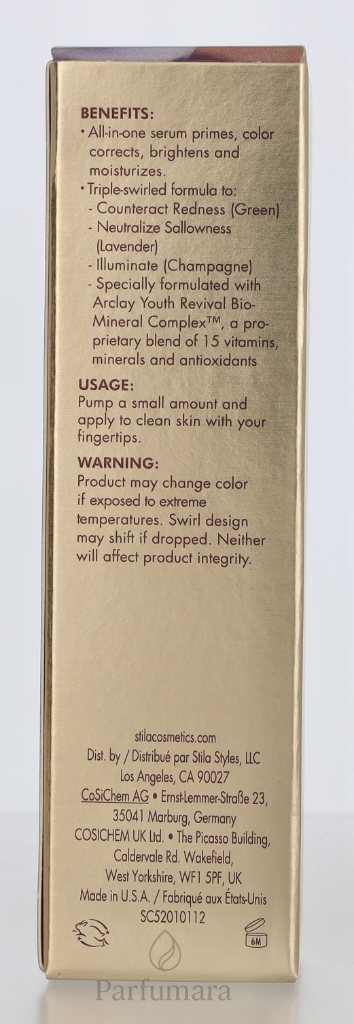 BENEFITS:
• All-in-one serum primes, color
corrects, brightens and
moisturizes.
• Triple-swirled formula to:
- Counteract Redness (Green)
- Neutralize Sallowness
(Lavender)
- Illuminate (Champagne)
- Specially formulated with
Arclay Youth Revival Bio-
Mineral Complex™, a pro-
prietary blend of 15 vitamins,
minerals and antioxidants
USAGE:
Pump a small amount and
apply to clean skin with your
fingertips.
WARNING:
Product may change color
if exposed to extreme
temperatures. Swirl design
may shift if dropped. Neither
will affect product integrity.
stilacosmetics.com
Dist. by / Distribué par Stila Styles, LLC
Los Angeles, CA 90027
CoSiChem AG • Ernst-Lemmer-Straße 23,
35041 Marburg, Germany
COSICHEM UK Ltd. • The Picasso Building,
Caldervale Rd. Wakefield,
West Yorkshire, WF1 5PF, UK
Made in U.S.A. / Fabriqué aux États-Unis
SC52010112
6M
Parfumara